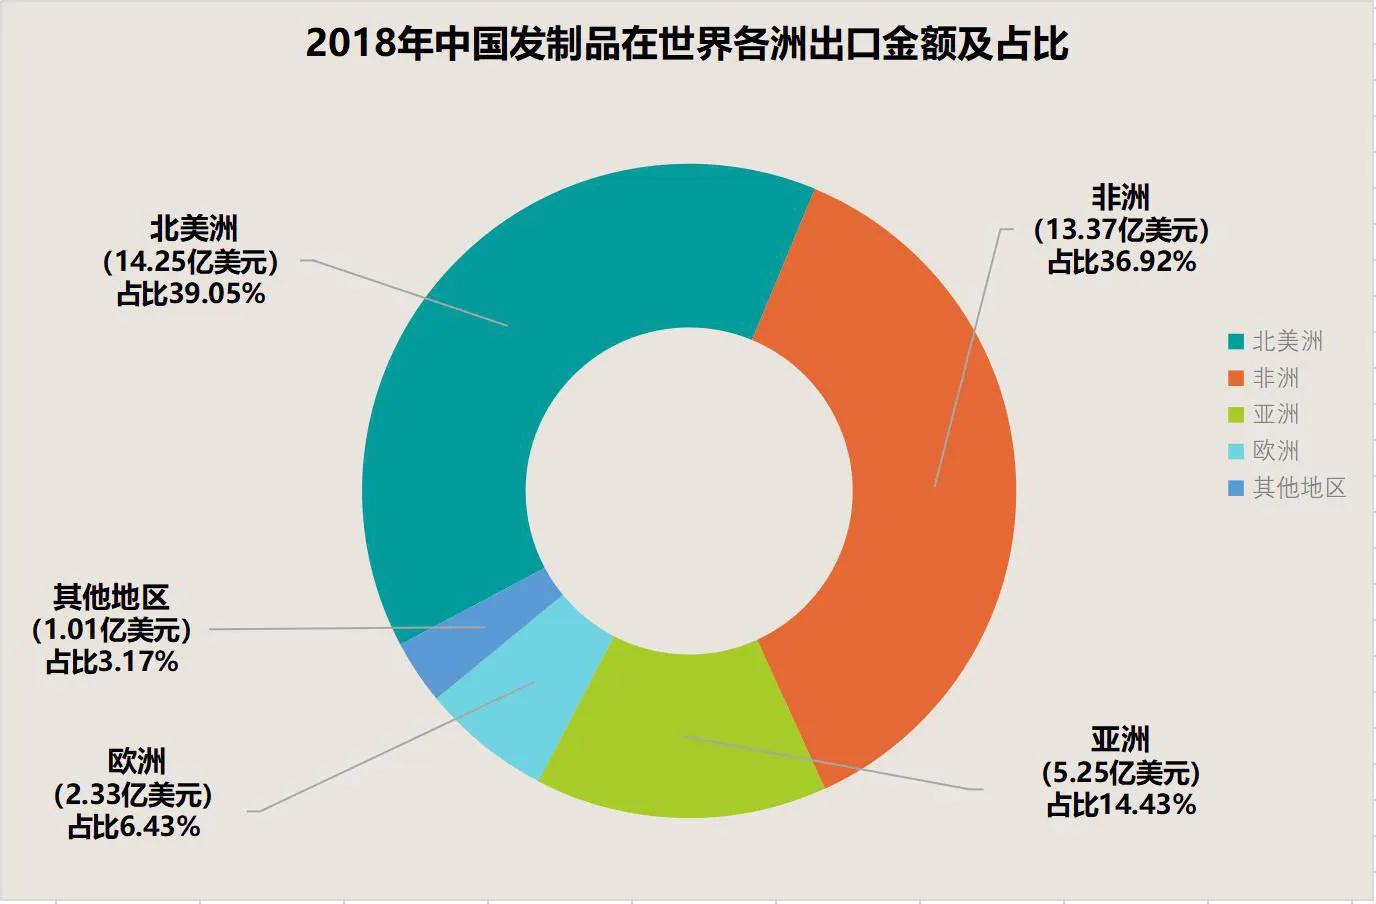 2018年中国发制品在世界各洲出口金额及占比
北美洲
（14.25亿美元）
占比39.05%
非洲
（13.37亿美元）
占比36.92%
北美洲
非洲
亚洲
欧洲
其他地区
其他地区
（1.01亿美元）
占比3.17%
欧洲
（2.33亿美元）
占比6.43%
亚洲
（5.25亿美元）
占比14.43%